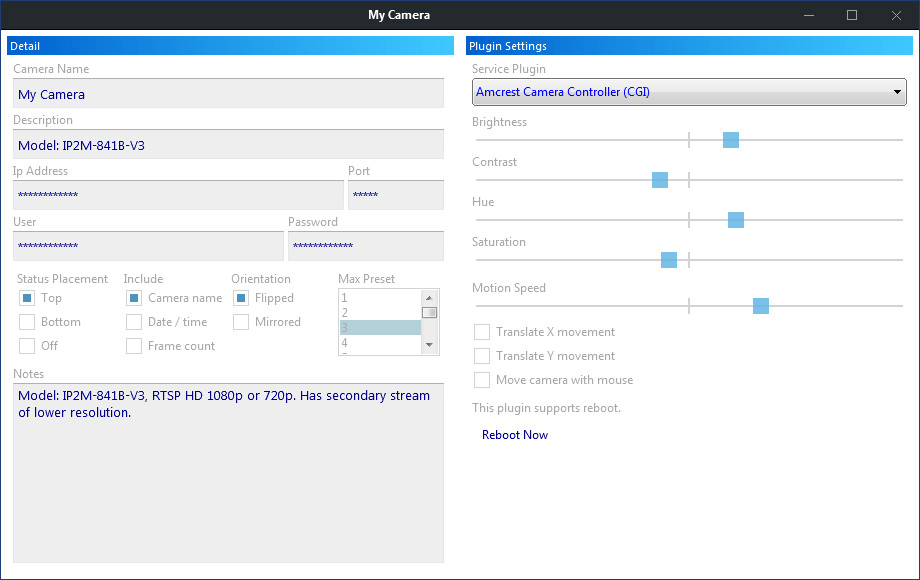 My Camera
Detail
Camera Name
My Camera
Description
Model: IP2M-841B-V3
Ip Address Port
************ *****
User Password
************ ************
Status Placement Include Orientation Max Preset
Top Camera name Flipped 1
2
Bottom Date / time Mirrored 3
Off Frame count 4
Notes
Model: IP2M-841B-V3, RTSP HD 1080p or 720p. Has secondary stream
of lower resolution.
Plugin Settings
Service Plugin
Amcrest Camera Controller (CGI)
Brightness
Contrast
Hue
Saturation
Motion Speed
Translate X movement
Translate Y movement
Move camera with mouse
This plugin supports reboot.
Reboot Now